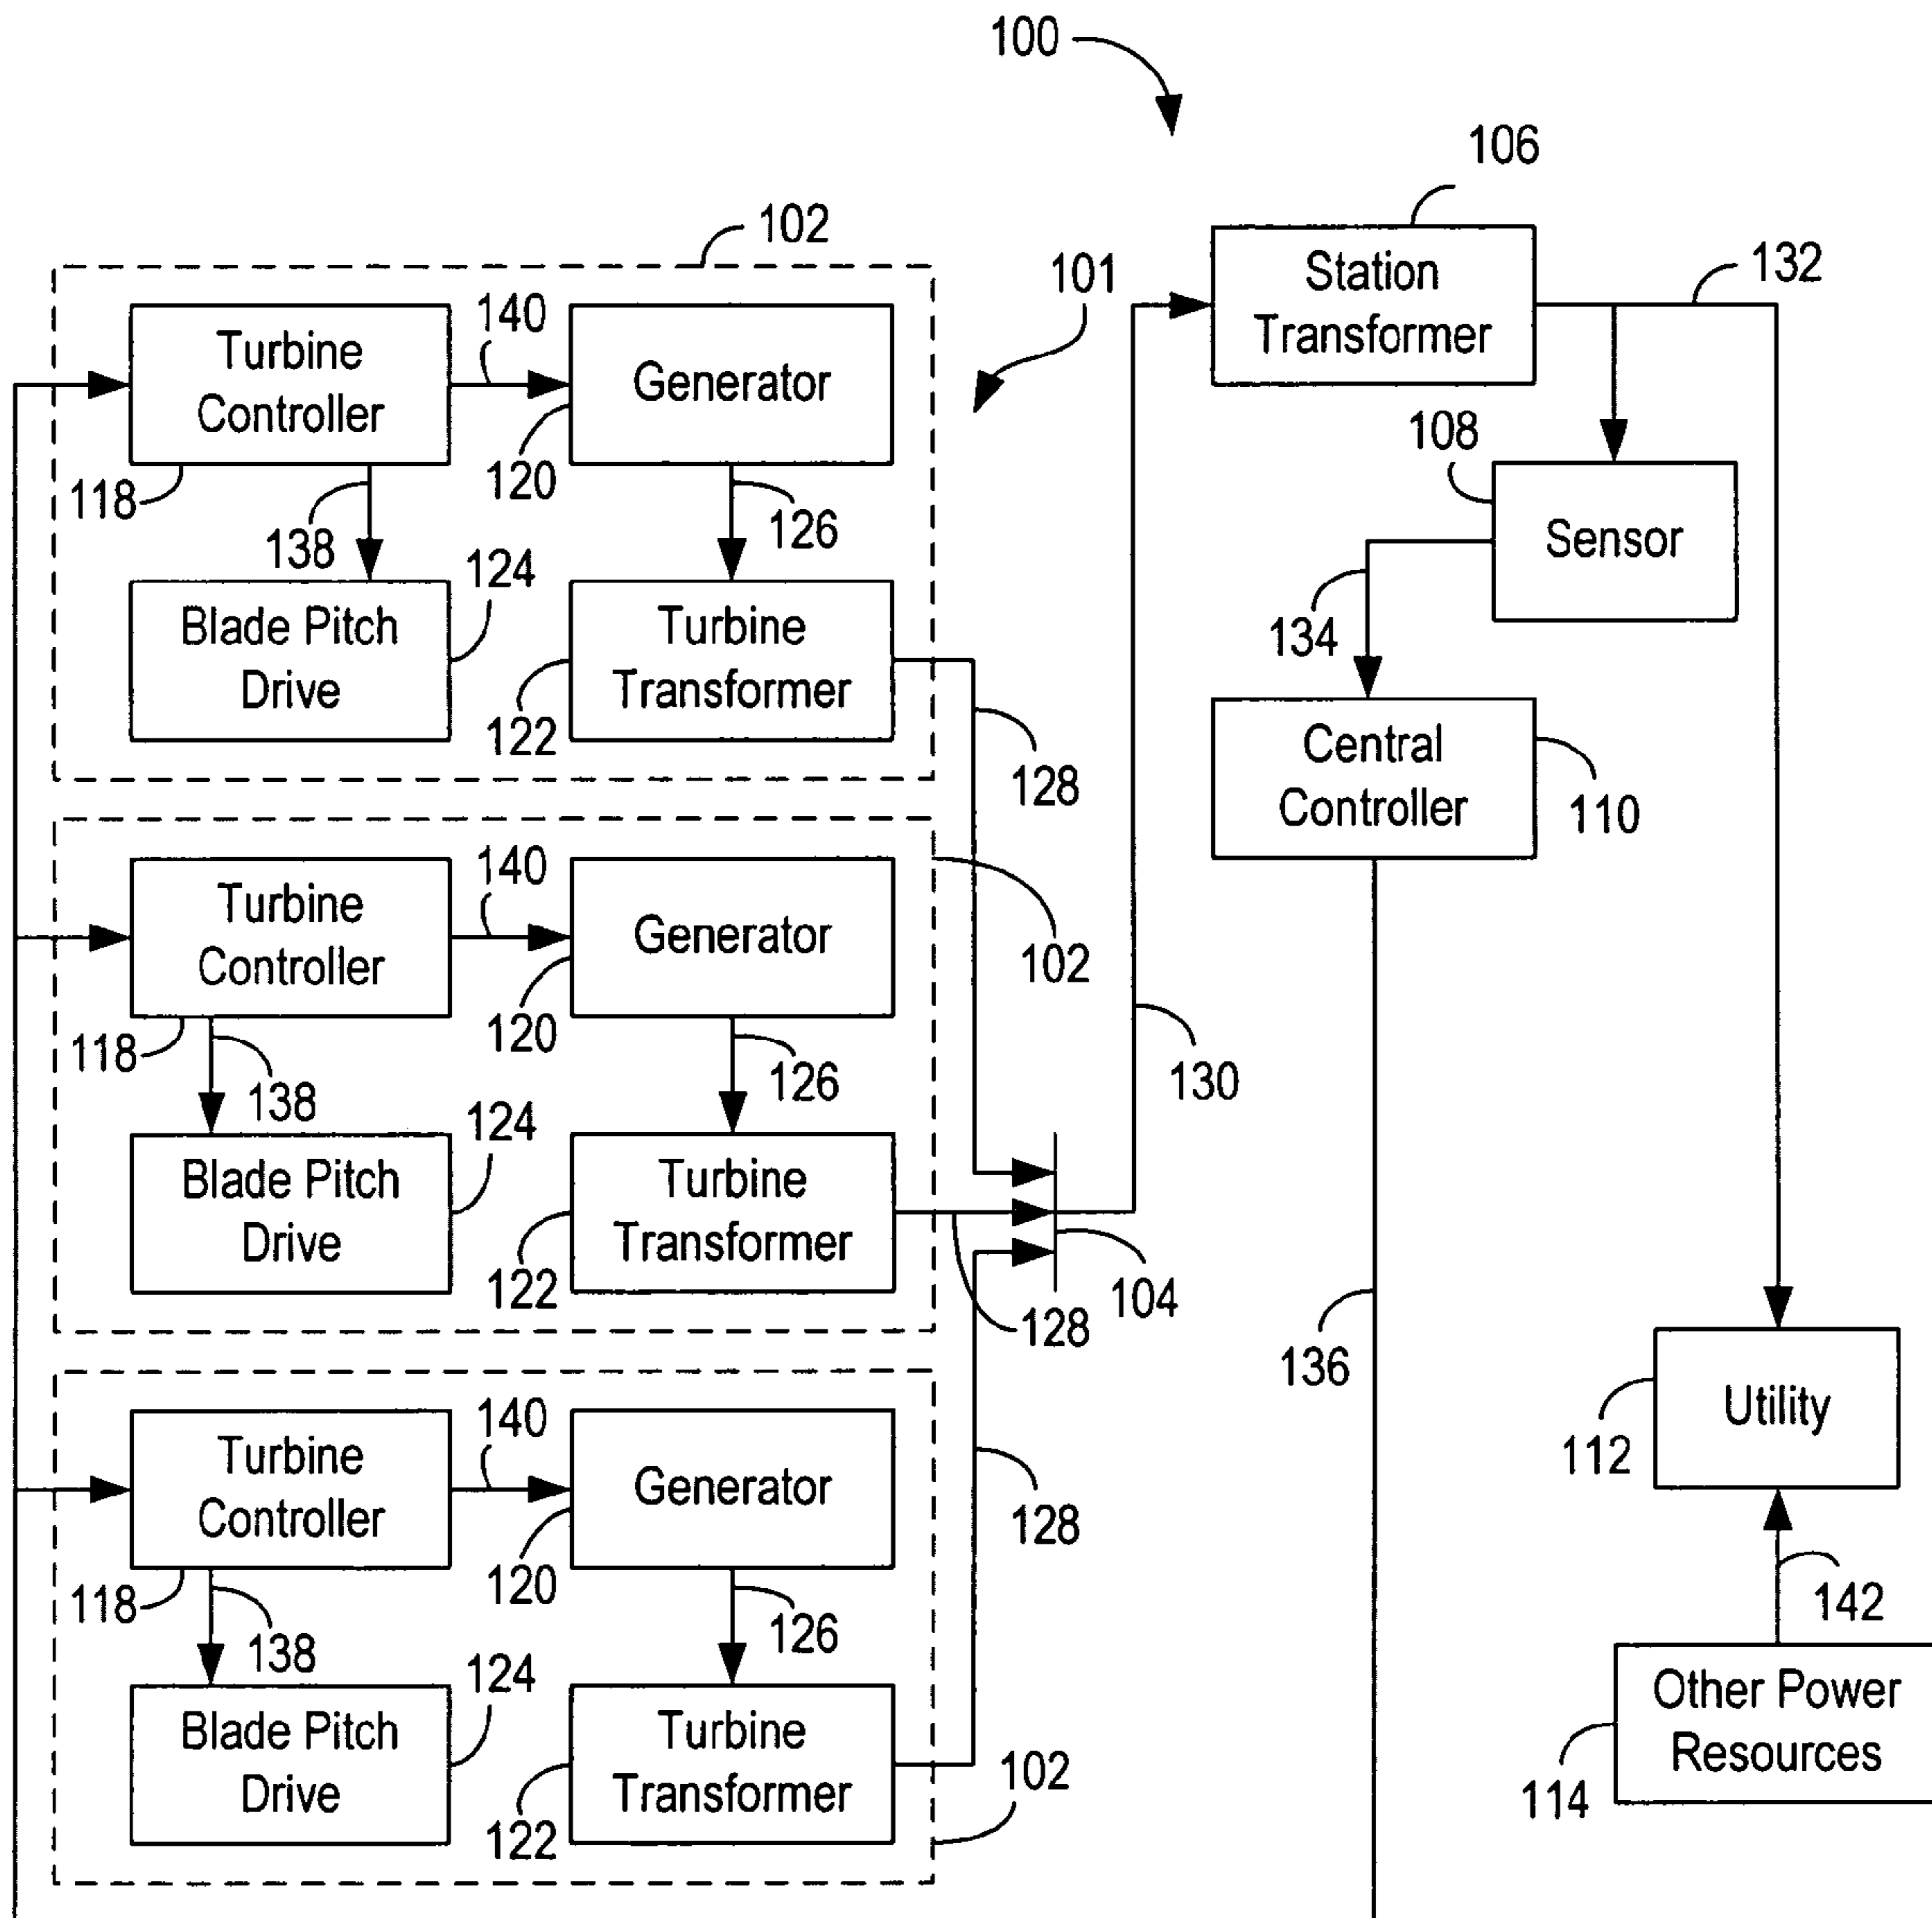 100
106
102
101
132
Station
Transformer
140
Turbine
Controller
Generator
108
118
120
138
126
Sensor
124
134
Blade Pitch
Drive
Turbine
Transformer
122
128
Central
Controller
110
140
Turbine
Controller
Generator
102
118
120
138
126
130
124
Blade Pitch
Drive
Turbine
Transformer
122
104
128
136
140
Turbine
Controller
Generator
Utility
112
128
118
120
138
126
142
124
Blade Pitch
Drive
Turbine
Transformer
122
102
Other Power
Resources
114